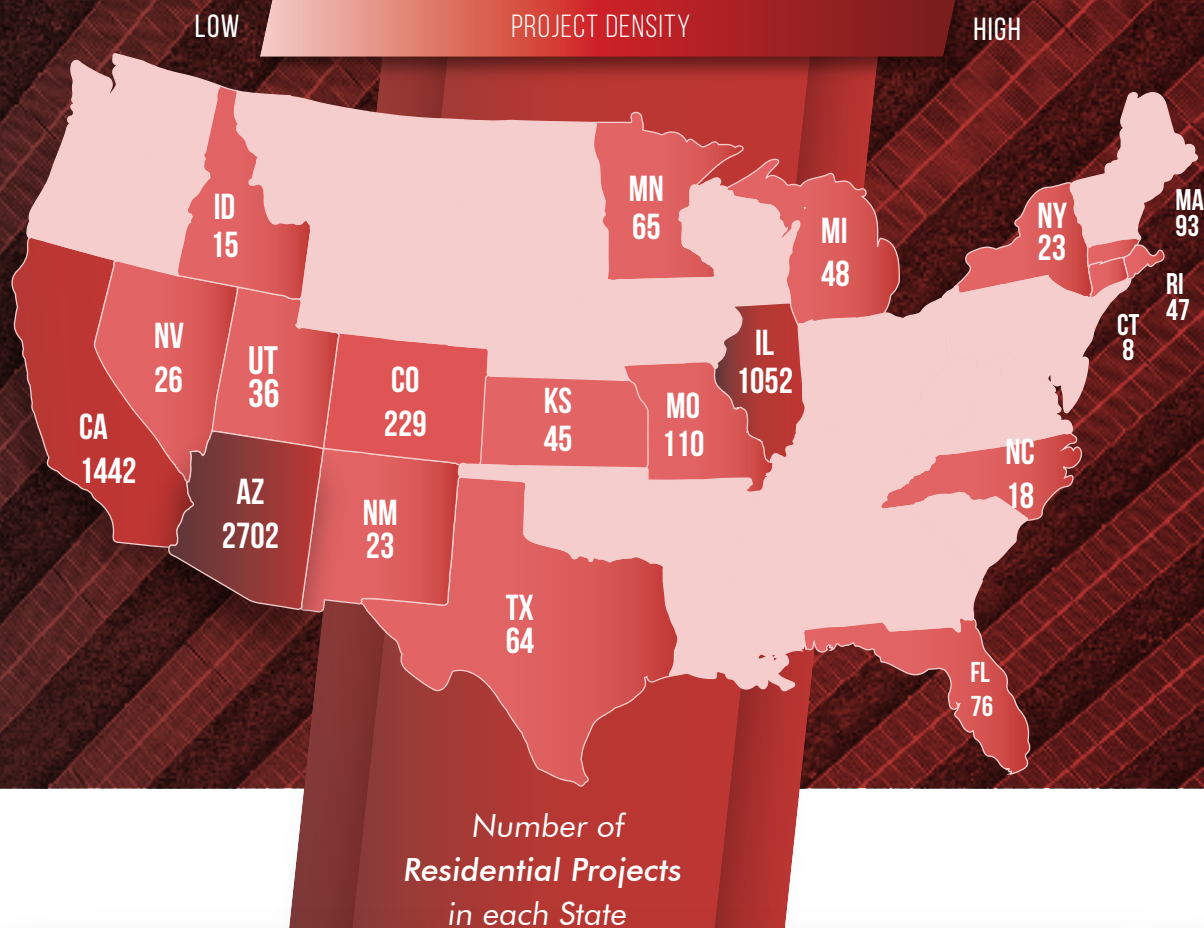 LOW
PROJECT DENSITY
HIGH
ID
15
MN
65
MI
48
NY
23
MA
93
RI
47
CT
8
NV
26
UT
36
CO
229
KS
45
MO
110
IL
1052
CA
1442
AZ
2702
NM
23
NC
18
TX
64
FL
76
Number of
Residential Projects
in each State